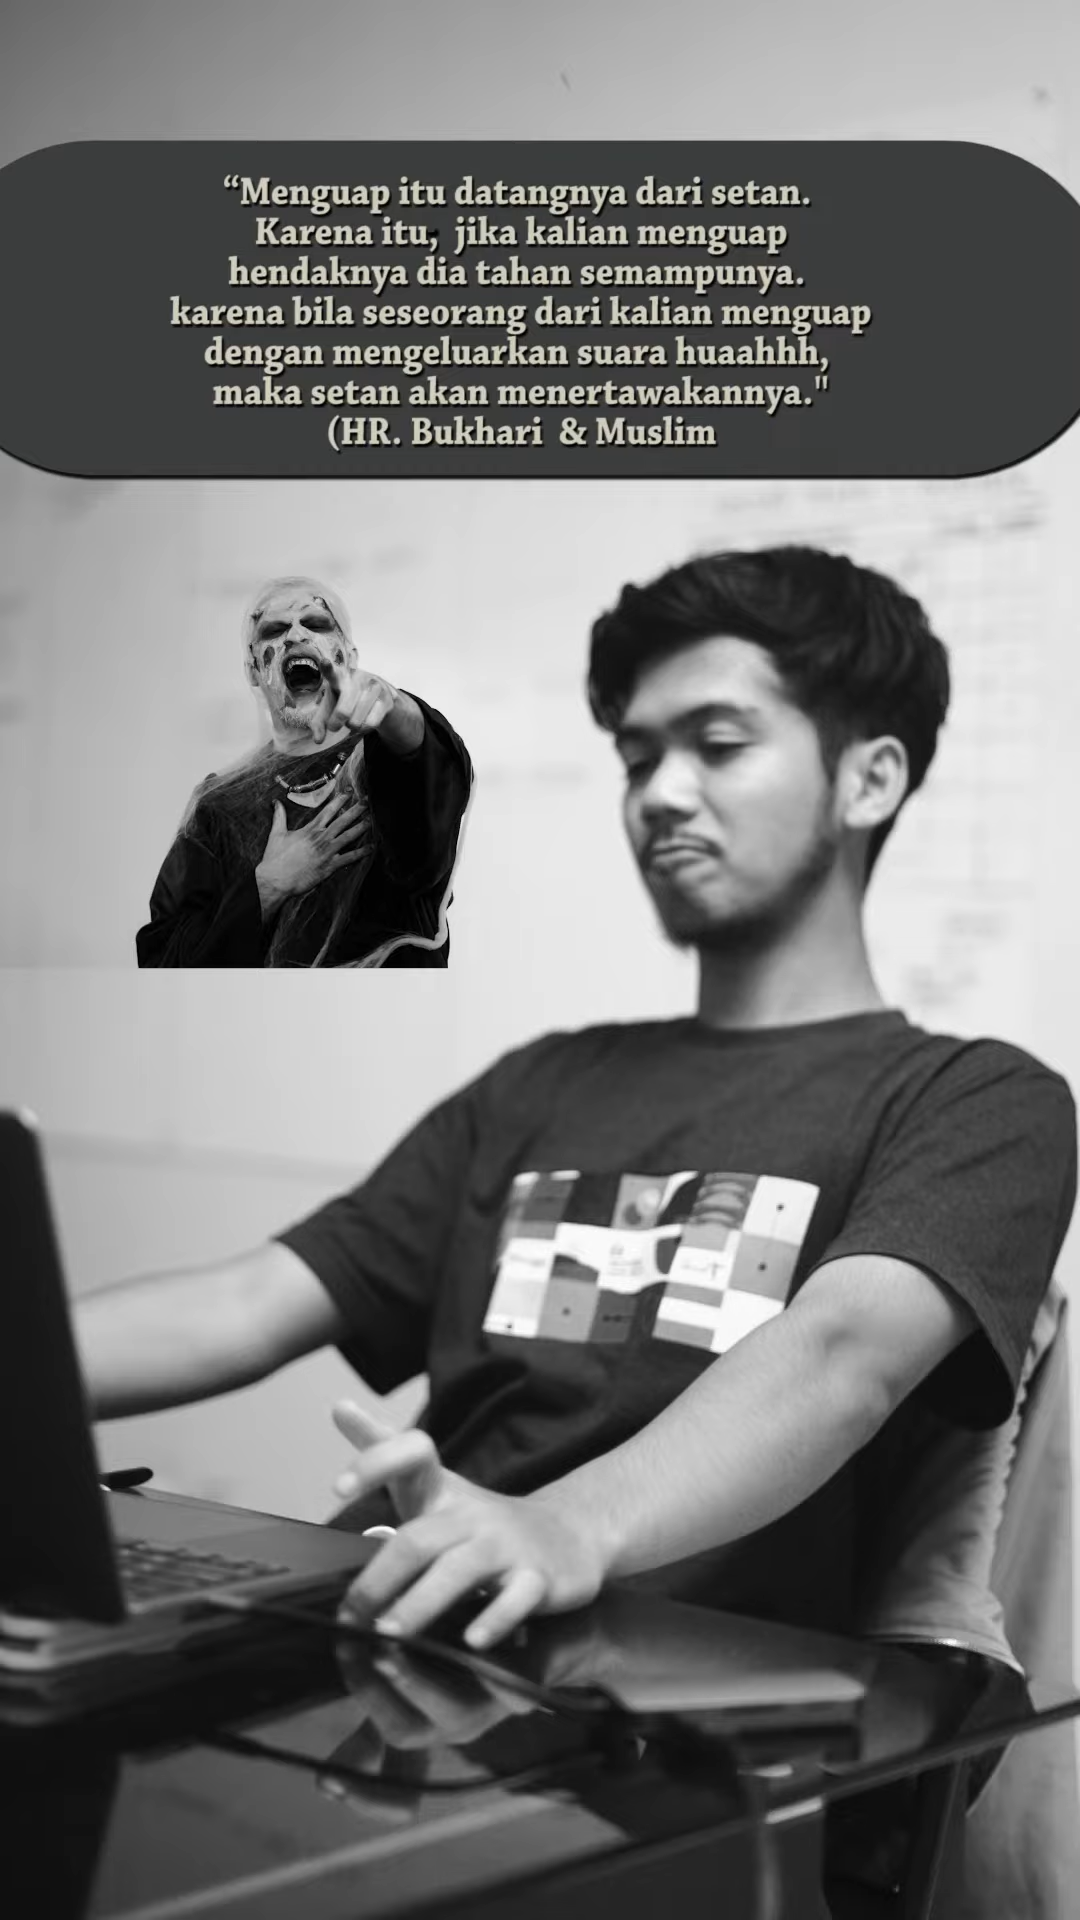 “Menguap itu datangnya dari setan.
Karena itu,  jika kalian menguap
hendaknya dia tahan semampunya.
karena bila seseorang dari kalian menguap
dengan mengeluarkan suara huaahhh,
maka setan akan menertawakannya."
(HR. Bukhari  & Muslim